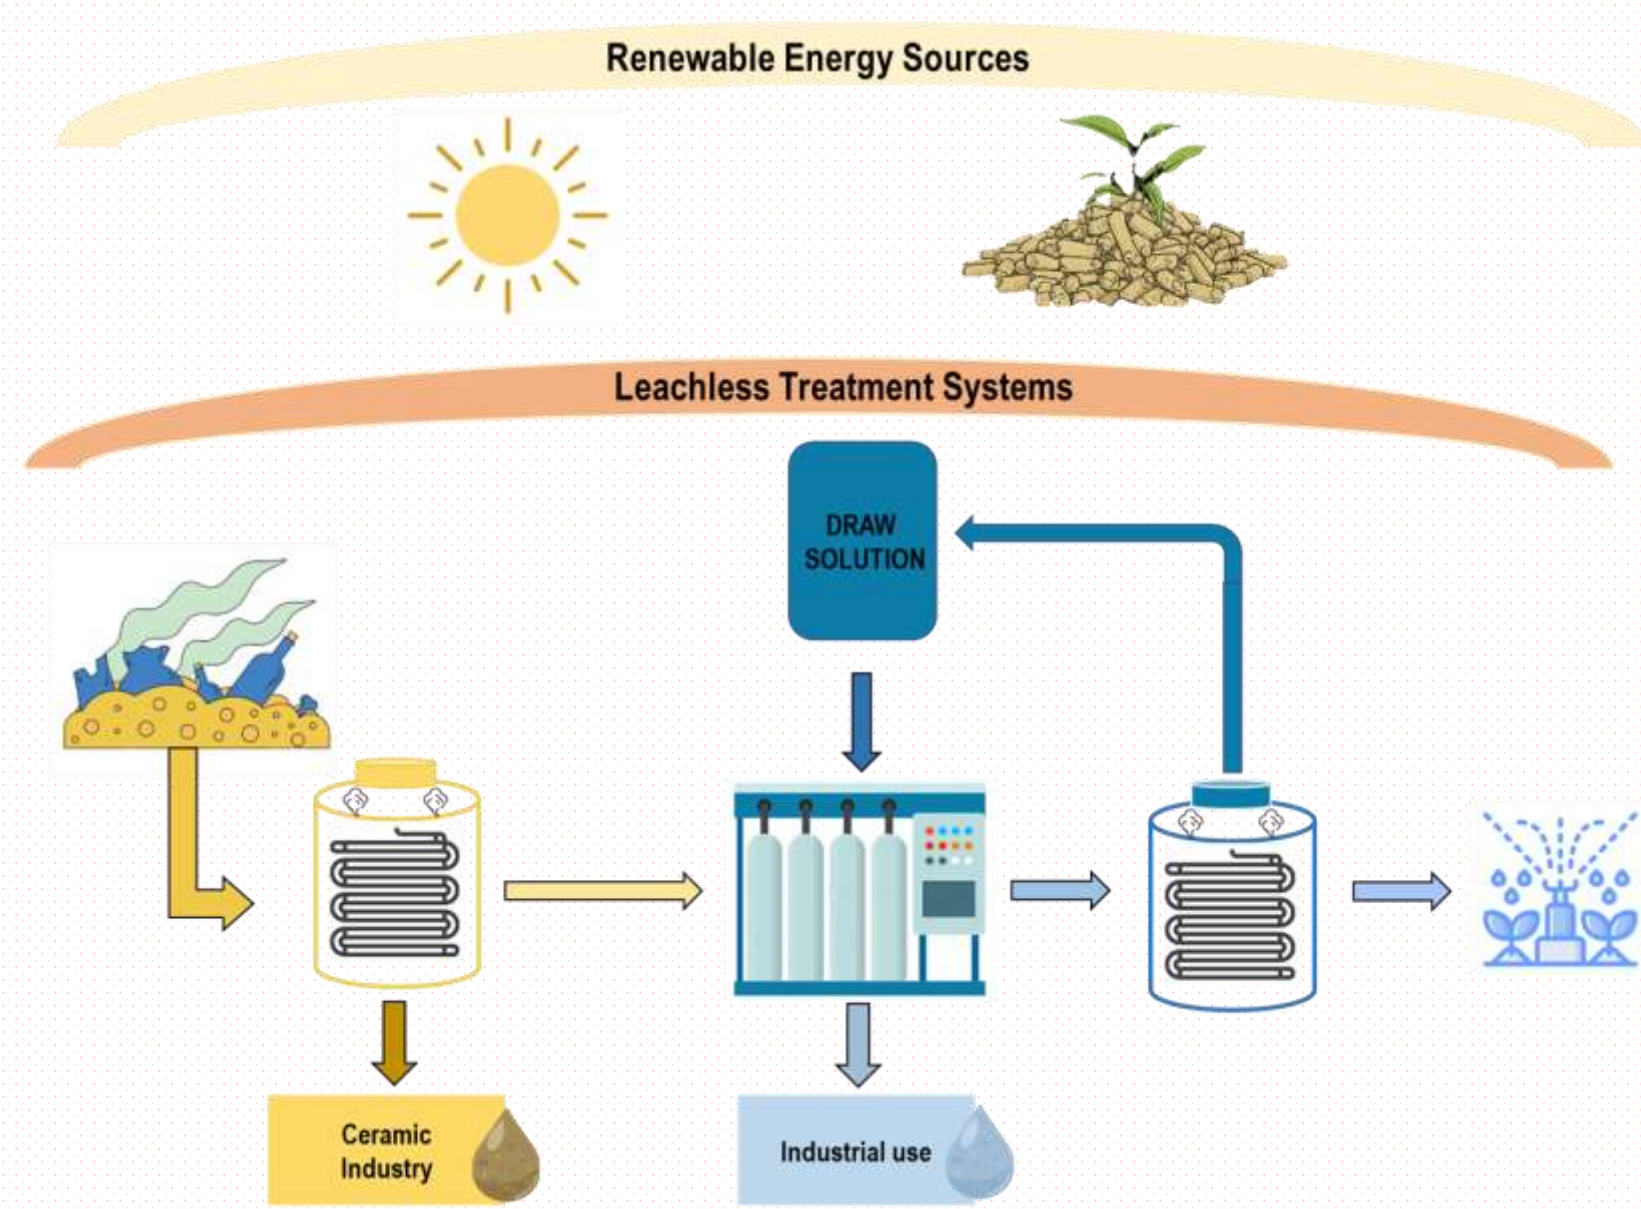 Renewable Energy Sources
Leachless Treatment Systems
DRAW
SOLUTION
Ceramic
Industry
Industrial use